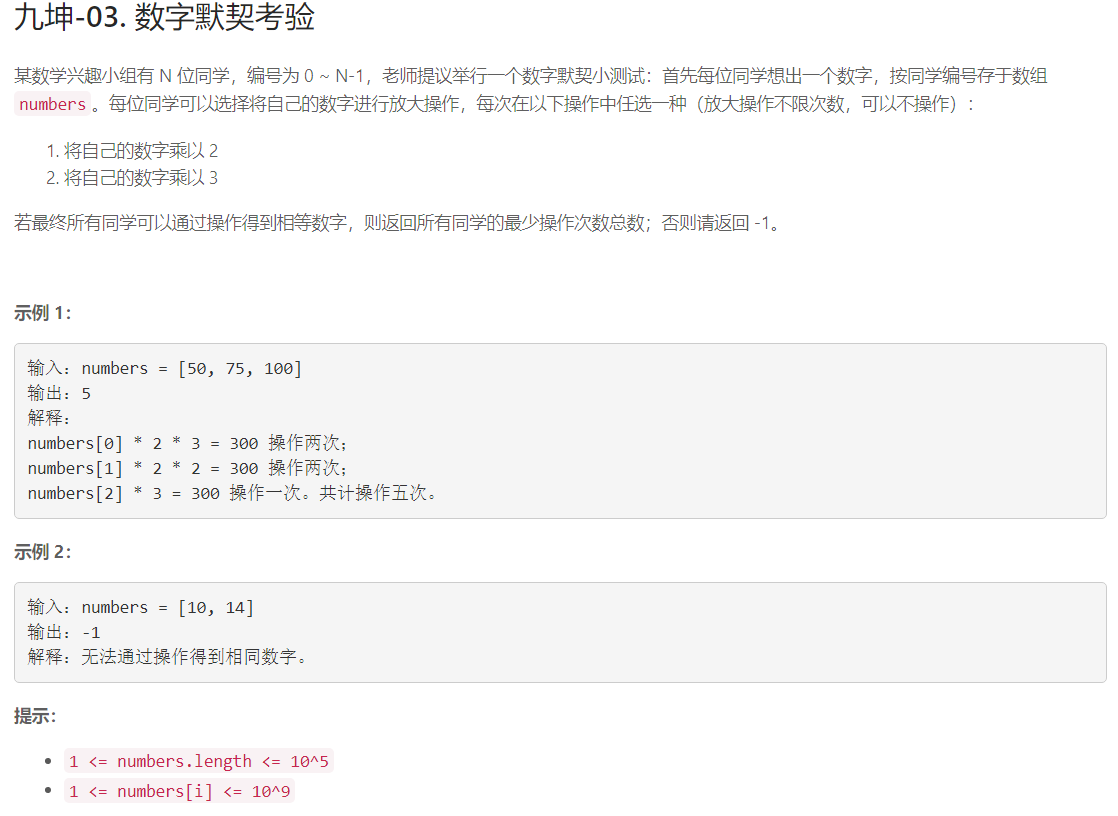 九坤-03. 数字默契考验
某数学兴趣小组有 N 位同学，编号为 0 ~ N-1，老师提议举行一个数字默契小测试：首先每位同学想出一个数字，按同学编号存于数组
numbers 。每位同学可以选择将自己的数字进行放大操作，每次在以下操作中任选一种（放大操作不限次数，可以不操作）：
1. 将自己的数字乘以 2
2. 将自己的数字乘以 3
若最终所有同学可以通过操作得到相等数字，则返回所有同学的最少操作次数总数；否则请返回 -1。
示例 1：
输入：numbers = [50, 75, 100]
输出：5
解释：
numbers[0] * 2 * 3 = 300 操作两次；
numbers[1] * 2 * 2 = 300 操作两次；
numbers[2] * 3 = 300 操作一次。共计操作五次。
示例 2：
输入：numbers = [10, 14]
输出：-1
解释：无法通过操作得到相同数字。
提示：
• 1 <= numbers.length <= 10^5
• 1 <= numbers[i] <= 10^9